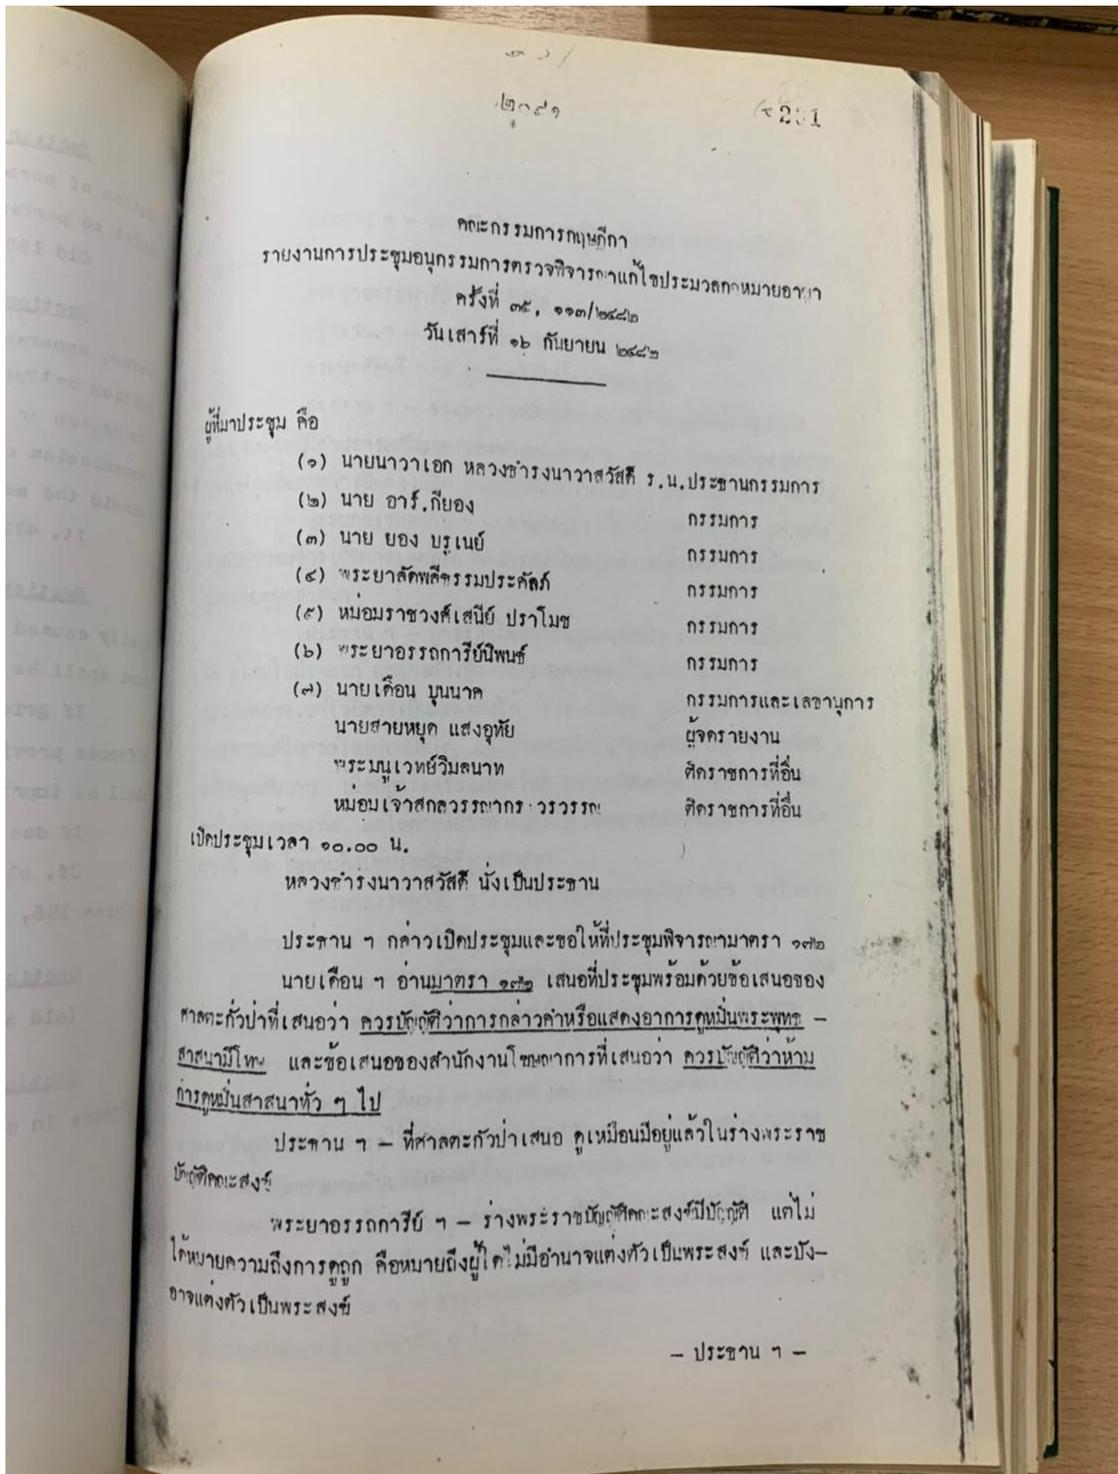 ๒๐๙๑
231
คณะกรรมการกฤษฎีกา
รายงานการประชุมอนุกรรมการตรวจพิจารณาแก้ไขประมวลกฎหมายอาญา
ครั้งที่ ๓๕. ๑๑๓/๒๔๘๒
วันเสาร์ที่ ๑๖ กันยายน ๒๔๘๒
ผู้ที่มาประชุม คือ
(๑) นายนาวาเอก หลวงธำรงนาวาสวัสดิ์ ร.น.ประธานกรรมการ
(๒) นาย อาร์.กียอง กรรมการ
(๓) นาย ยอง บรูเนย์ กรรมการ
(๔) พระยาลัดพลีธรรมประคัลภ์ กรรมการ
(๕) หม่อมราชวงศ์เสนีย์ ปราโมช กรรมการ
(๖) พระยาอรรถการีย์นิพนธ์ กรรมการ
(๗) นายเดือน บุนนาค กรรมการและเลขานุการ
นายสายหยุด แสงอุทัย ผู้จดรายงาน
พระมนูเวทย์วิมลนาท ติดราชการที่อื่น
หม่อมเจ้าสกลวรรณากร วรวรรณ ติดราชการที่อื่น
เปิดประชุมเวลา ๑๐.๐๐ น.
หลวงธำรงนาวาสวัสดิ์ นั่งเป็นประธาน
ประธาน ฯ กล่าวเปิดประชุมและขอให้ที่ประชุมพิจารณามาตรา ๑๗๒
นายเดือน ฯ อ่านมาตรา ๑๗๒ เสนอที่ประชุมพร้อมด้วยข้อเสนอของ
ศาลตะกั่วป่าที่เสนอว่า ควรบัญญัติว่าการกล่าวคำหรือแสดงอาการดูหมิ่นพระพุทธ -
สาสนามีโทษ และข้อเสนอของสำนักงานโฆษณาการที่เสนอว่า ควรบัญญัติว่าห้าม
การดูหมิ่นสาสนาทั่ว ๆ ไป
ประธาน ฯ - ที่ศาลตะกั่วป่าเสนอ ดูเหมือนมีอยู่แล้วในร่างพระราช
บัญญัติคณะสงฆ์
พระยาอรรถการีย์ ฯ - ร่างพระราชบัญญัติคณะสงฆ์มีบัญญัติ แต่ไม่
ได้หมายความถึงการดูถูก คือหมายถึงผู้ใดไม่มีอำนาจแต่งตัวเป็นพระสงฆ์ และบัง-
อาจแต่งตัวเป็นพระสงฆ์
- ประธาน ฯ -